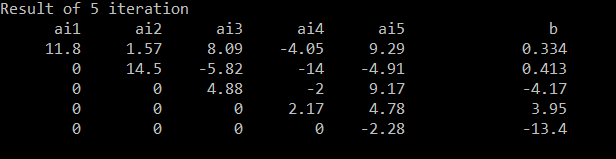 Result of 5 iteration
ai1 ai2 ai3 ai4 ai5 b
11.8 1.57 8.09 -4.05 9.29 0.334
0 14.5 -5.82 -14 -4.91 0.413
0 0 4.88 -2 9.17 -4.17
0 0 0 2.17 4.78 3.95
0 0 0 0 -2.28 -13.4